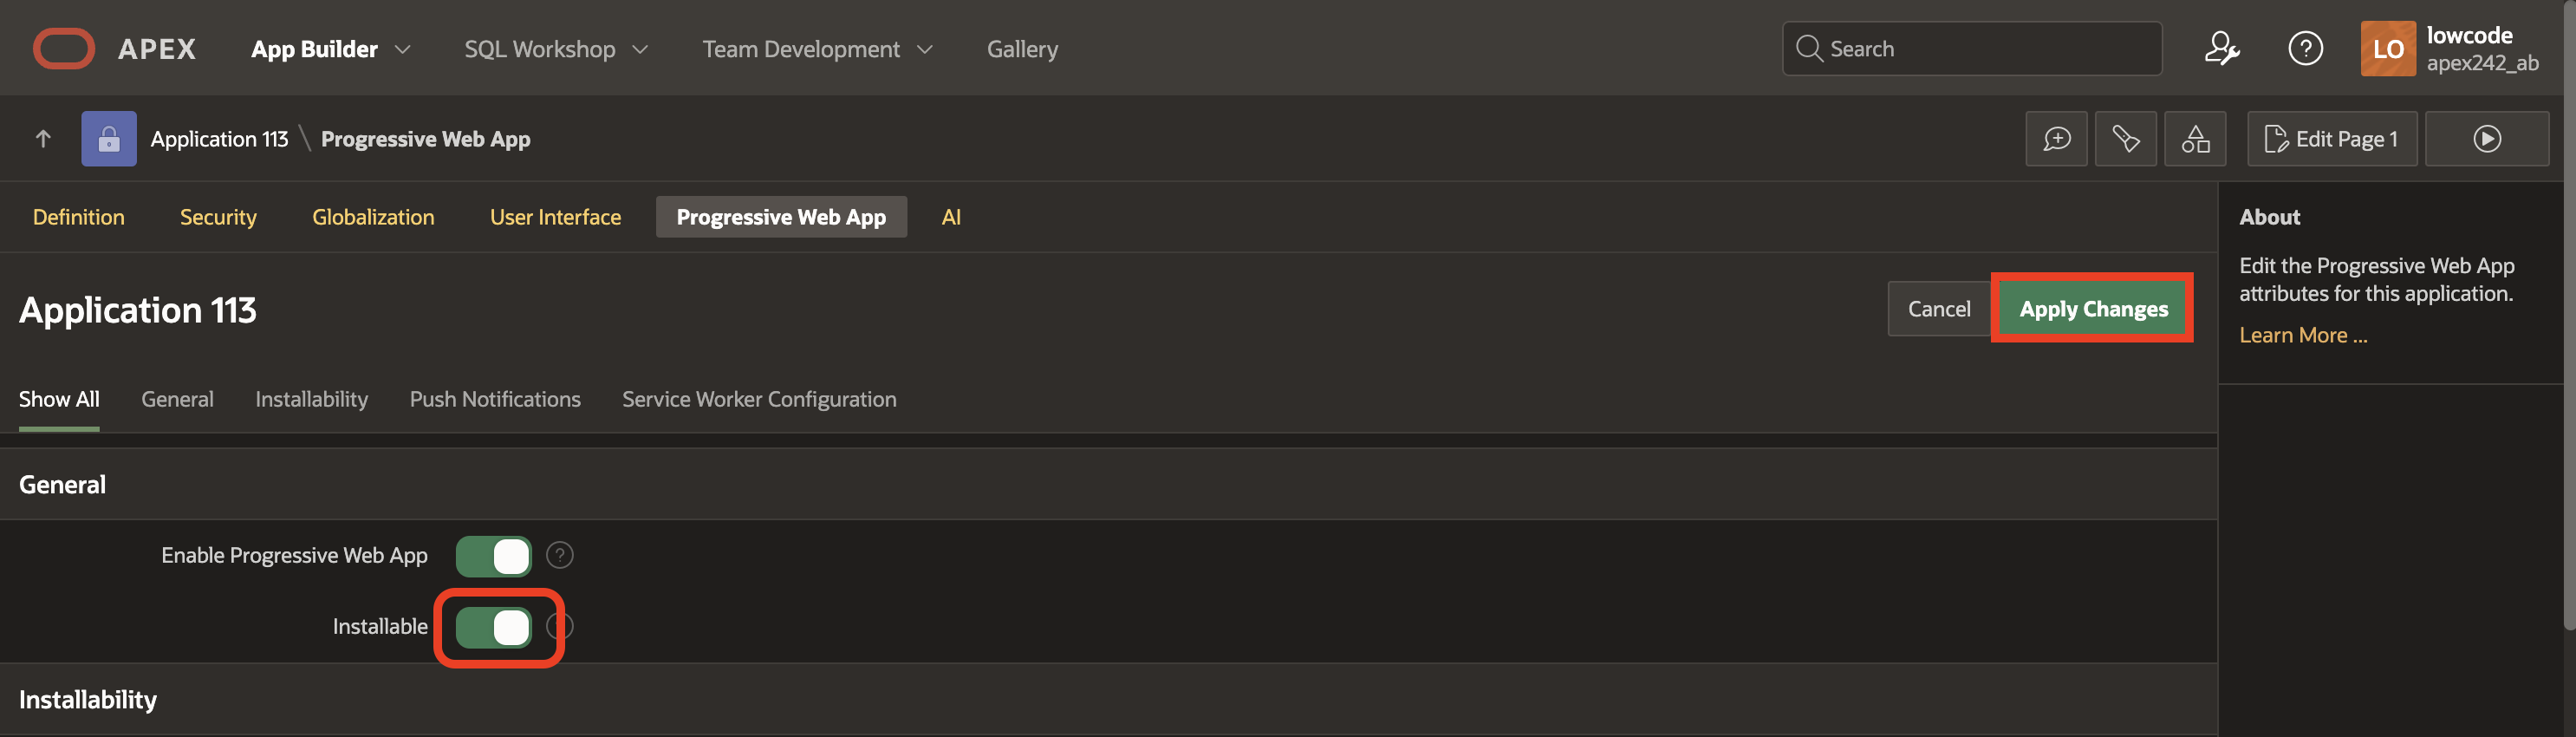 APEX App Builder SQL Workshop Team Development Gallery Search LO lowcode
apex242_ab
Application 113 \ Progressive Web App Edit Page 1
Definition Security Globalization User Interface Progressive Web App AI
Application 113 Cancel Apply Changes
Show All General Installability Push Notifications Service Worker Configuration
General
Enable Progressive Web App ?
Installable
Installability
About
Edit the Progressive Web App
attributes for this application.
Learn More ...